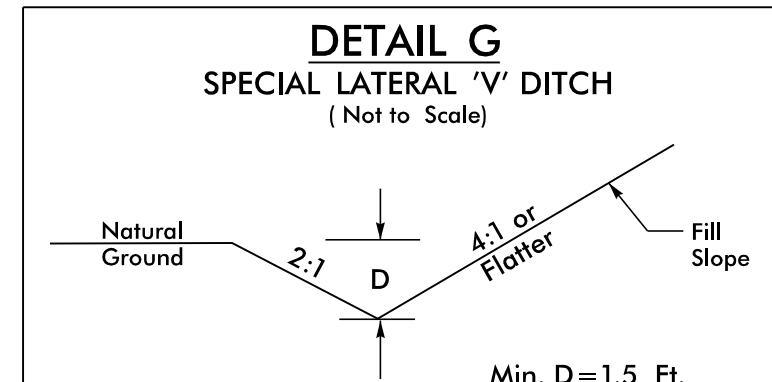 DETAIL G
SPECIAL LATERAL 'V' DITCH
( Not to Scale)
Natural
Ground
2:1
D
4:1 or
Flatter
Fill
Slope
Min. D=1.5 Ft.